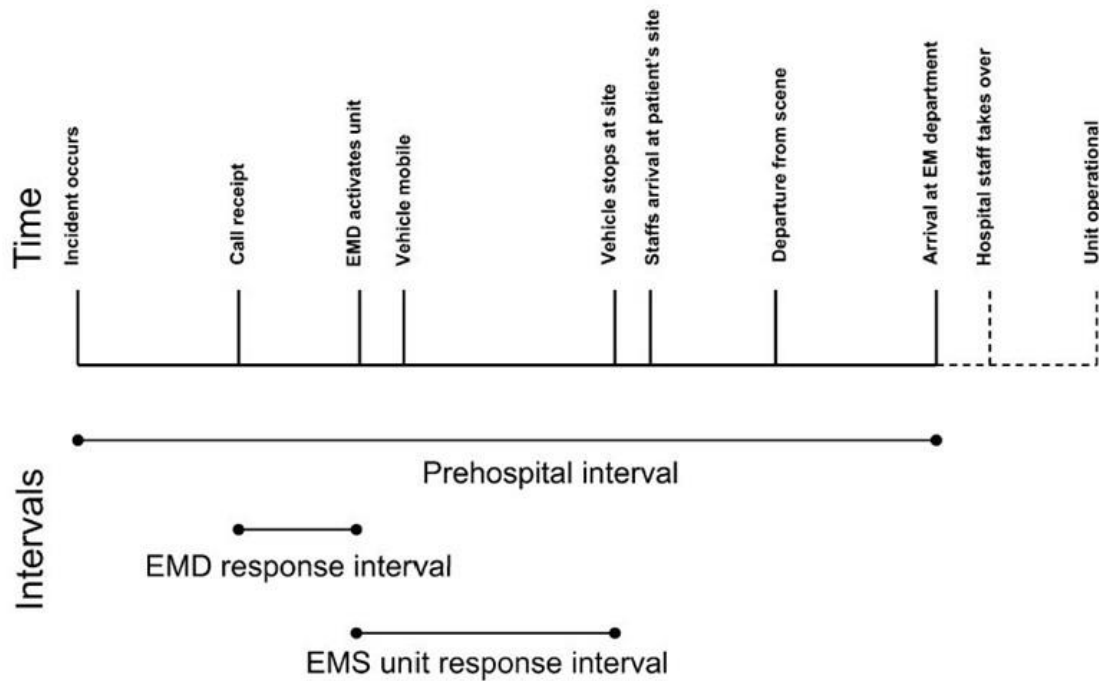 Time
Incident occurs
Call receipt
EMD activates unit
Vehicle mobile
Vehicle stops at site
Staffs arrival at patient's site
Departure from scene
Arrival at EM department
Hospital staff takes over
Unit operational
Intervals
Prehospital interval
EMD response interval
EMS unit response interval